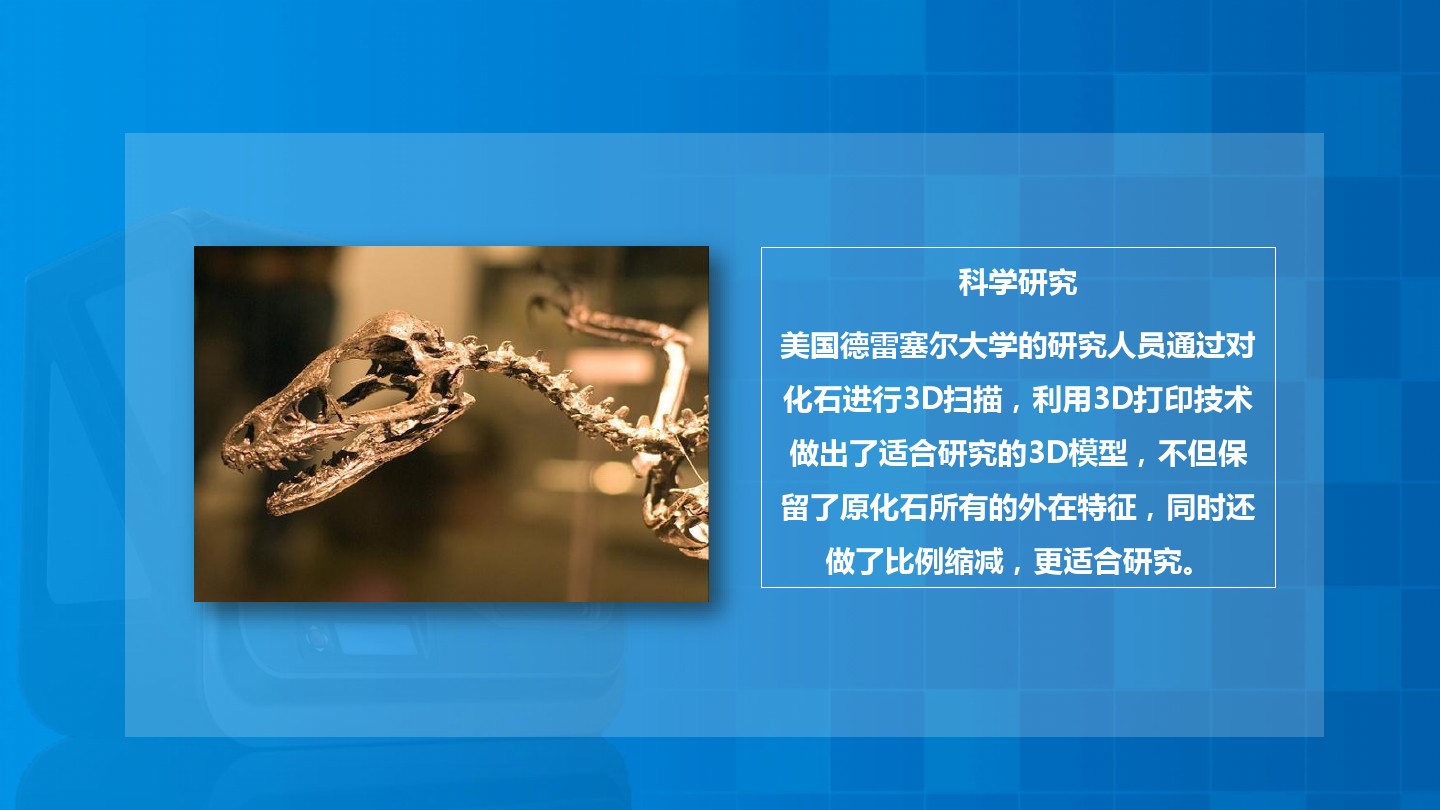 科学研究
美国德雷塞尔大学的研究人员通过对
化石进行3D扫描，利用3D打印技术
做出了适合研究的3D模型，不但保
留了原化石所有的外在特征，同时还
做了比例缩减，更适合研究。